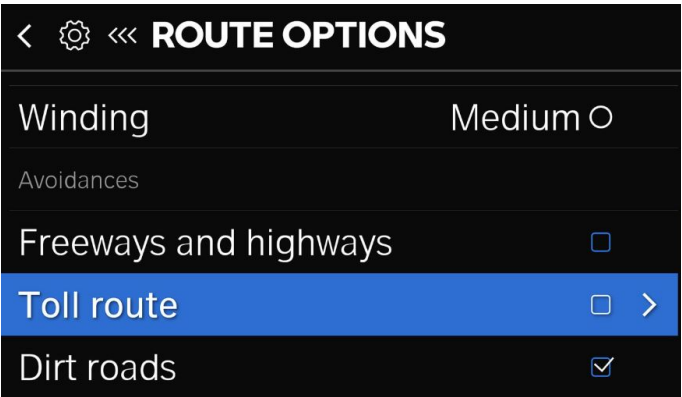 ROUTE OPTIONS
Winding Medium
Avoidances
Freeways and highways
Toll route
Dirt roads